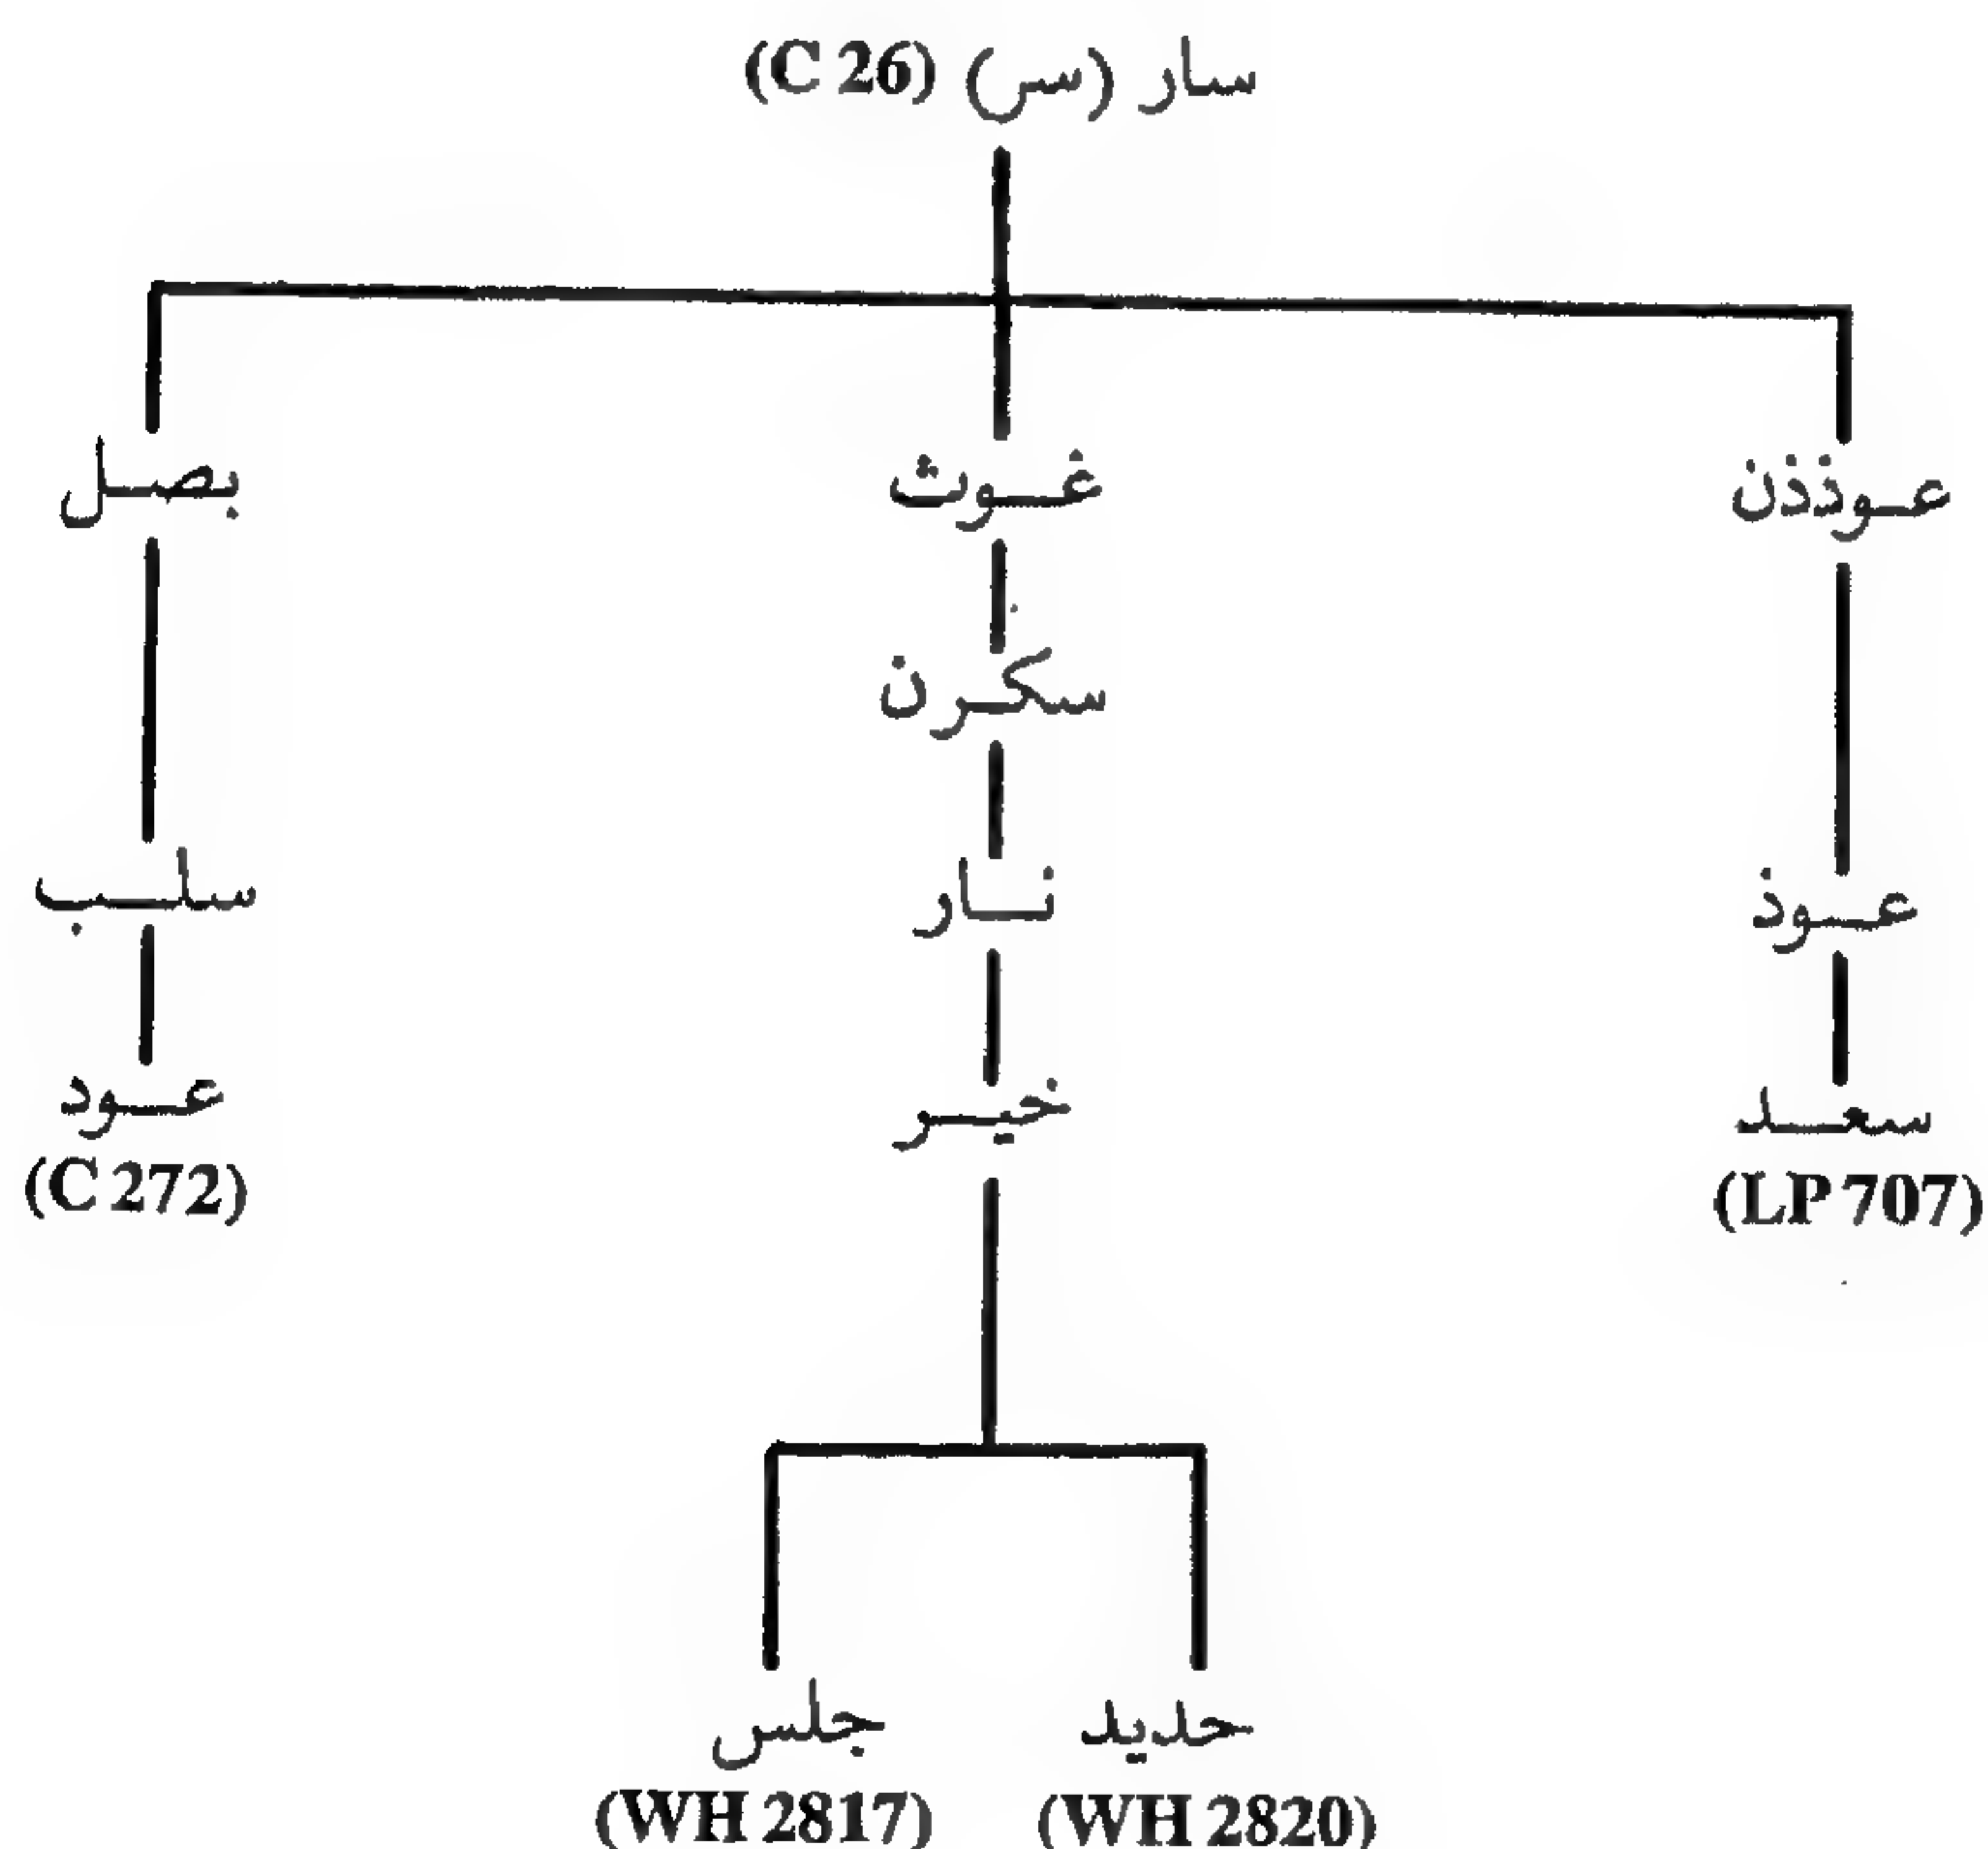 سار (س) (C 26)
عوذذن غوث بصل
سكرن
عوذ نار سلب
سعد خير عود
(LP 707) (C 272)
حديد جلس
(WH 2820) (WH 2817)